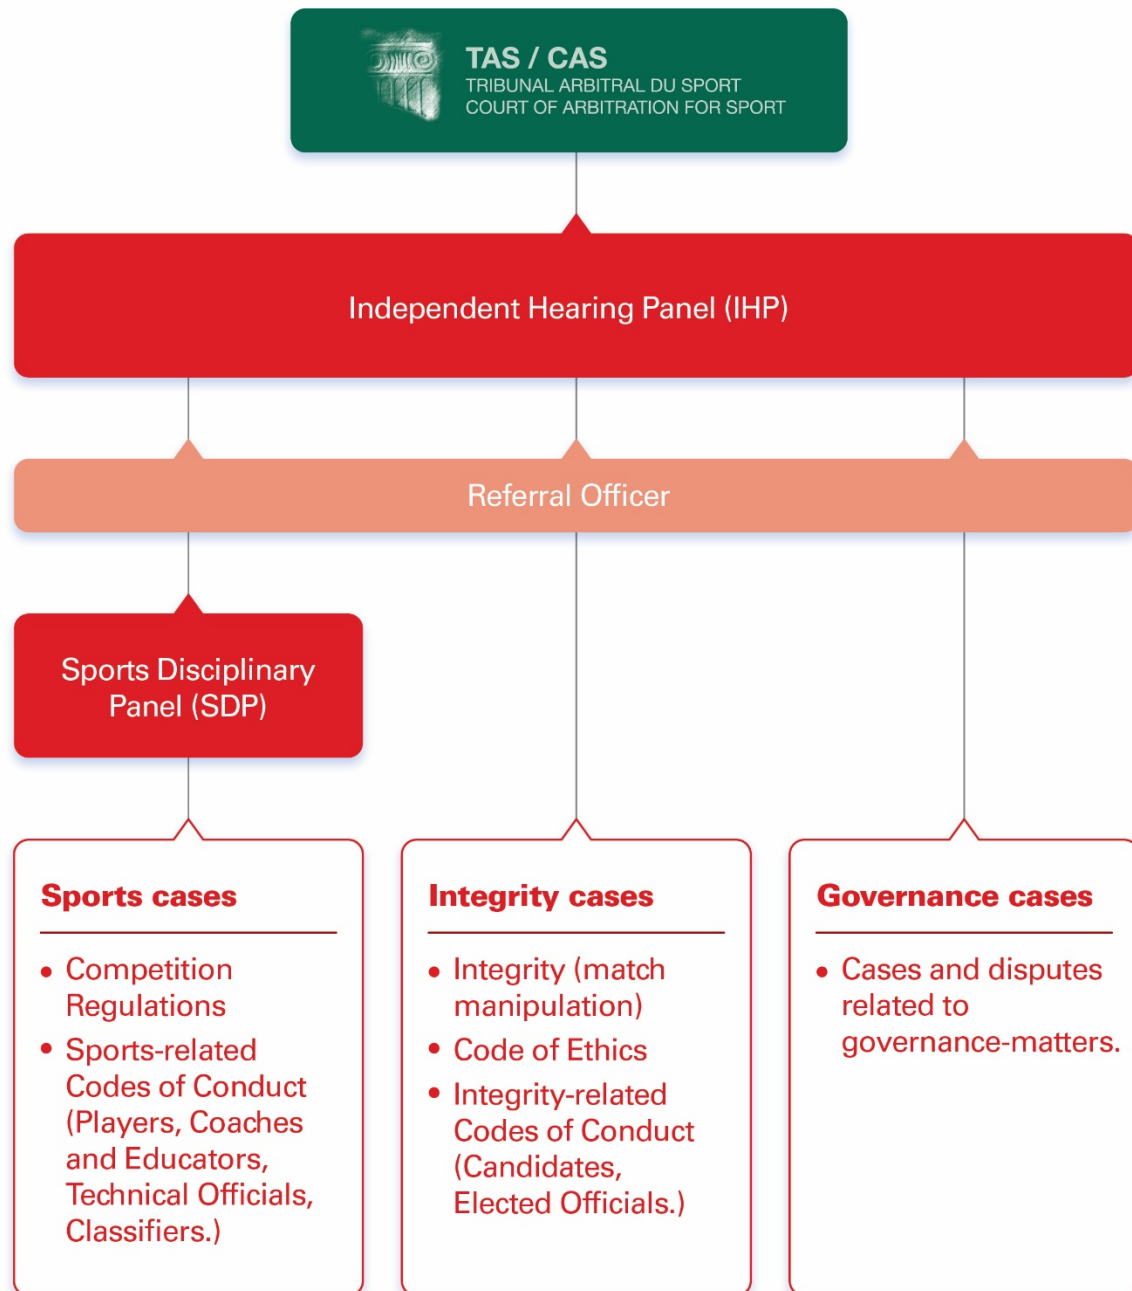 TAS / CAS
TRIBUNAL ARBITRAL DU SPORT
COURT OF ARBITRATION FOR SPORT
Independent Hearing Panel (IHP)
Referral Officer
Sports Disciplinary
Panel (SDP)
Sports cases
• Competition
Regulations
• Sports-related
Codes of Conduct
(Players, Coaches
and Educators,
Technical Officials,
Classifiers.)
Integrity cases
• Integrity (match
manipulation)
• Code of Ethics
• Integrity-related
Codes of Conduct
(Candidates,
Elected Officials.)
Governance cases
• Cases and disputes
related to
governance-matters.